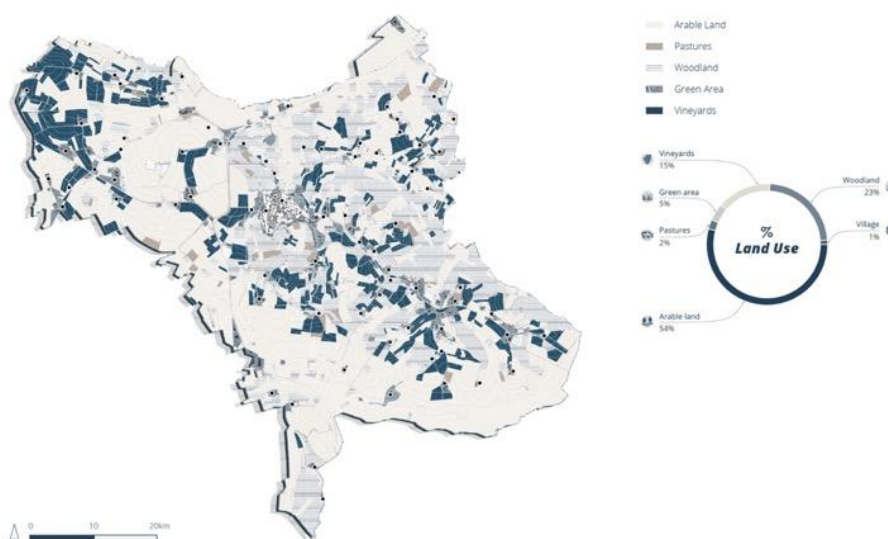 Arable Land
Pastures
Woodland
Green Area
Vineyards
Vineyards
15%
Green area
5%
Pastures
2%
Arable land
54%
Woodland
23%
Village
1%
%
Land Use
0 10 20km